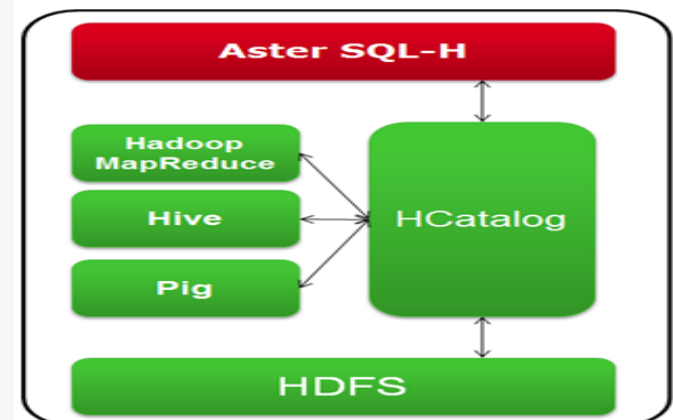 Aster SQL-H
Hadoop
MapReduce
Hive
Pig
HCatalog
HDFS